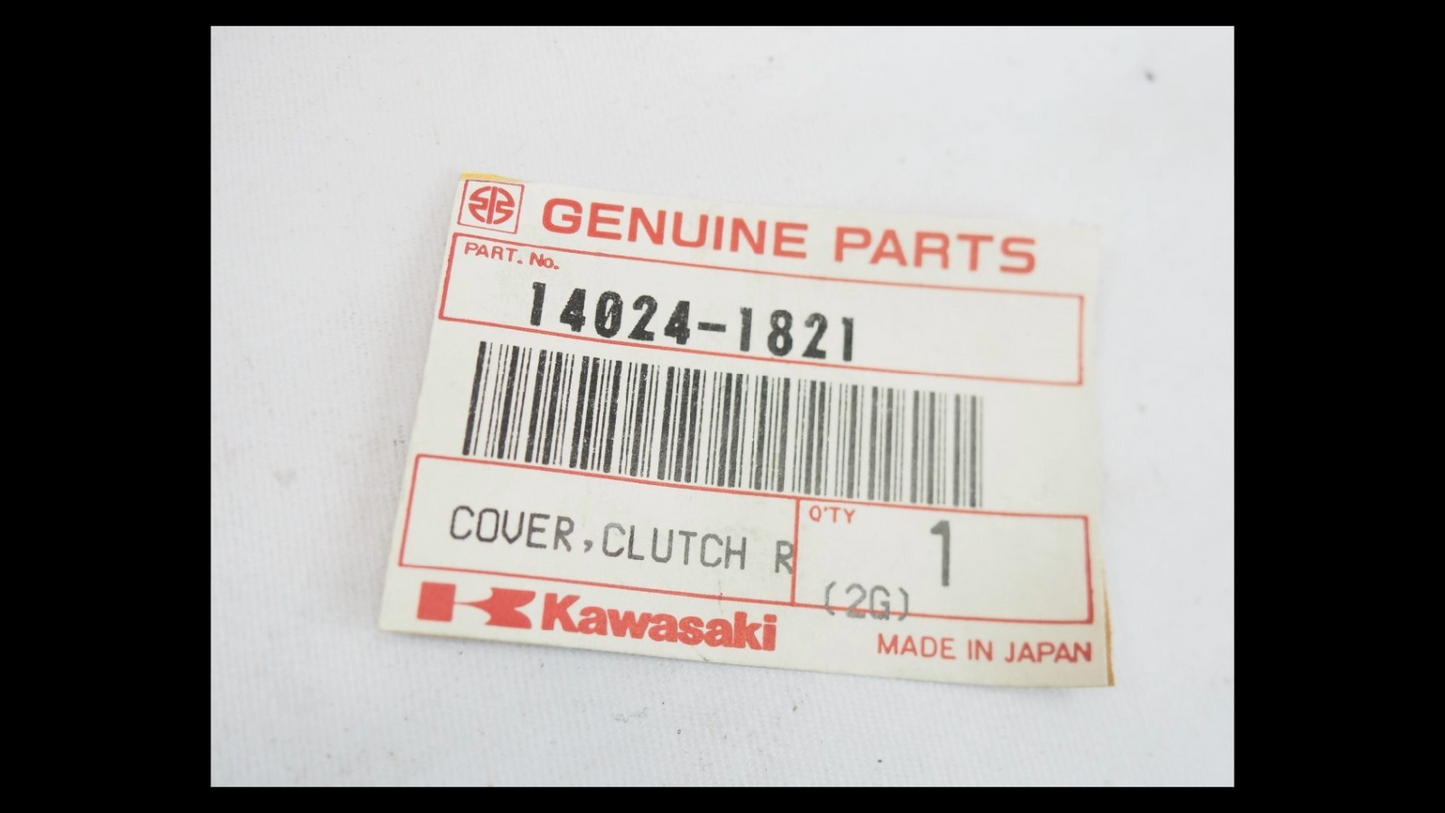 GENUINE PARTS
PART. No.
14024-1821
COVER,CLUTCH R
Q'TY
1
(2G)
Kawasaki
MADE IN JAPAN